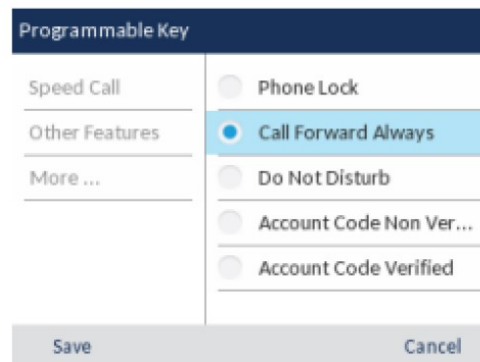 Programmable Key
Speed Call
Other Features
More ...
Phone Lock
Call Forward Always
Do Not Disturb
Account Code Non Ver...
Account Code Verified
Save
Cancel